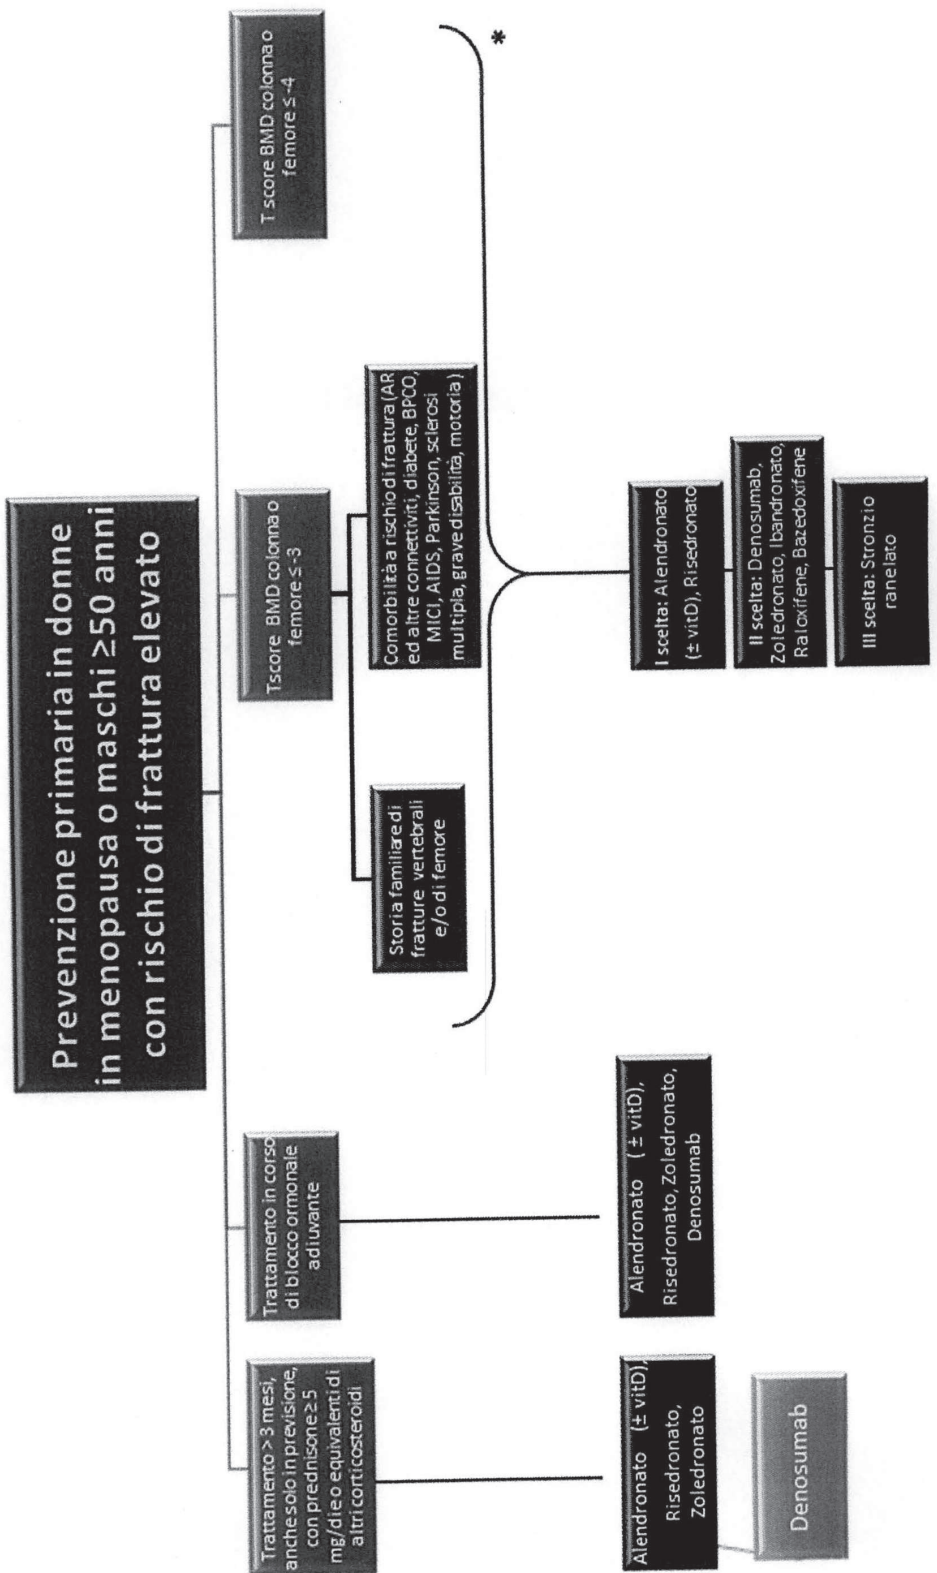 Prevenzione primaria in donne
in menopausa o maschi ≥50 anni
con rischio di frattura elevato
Trattamento > 3 mesi,
anche solo in previsione,
con prednisone ≥ 5
mg/die o equivalenti di
altri corticosteroidi
Trattamento in corso
di blocco ormonale
adiuvante
T score BMD colonna o
femore ≤ -3
T score BMD colonna o
femore ≤ -4
Storia familiare di
fratture vertebrali
e/o di femore
Comorbilità a rischio di frattura (AR
ed altre connettiviti, diabete, BPCO,
MICI, AIDS, Parkinson, sclerosi
multipla, grave disabilità, motoria)
*
Alendronato (± vitD),
Risedronato,
Zoledronato
Denosumab
Alendronato (± vitD),
Risedronato, Zoledronato,
Denosumab
I scelta: Alendronato
(± vitD), Risedronato
II scelta: Denosumab,
Zoledronato, Ibandronato,
Raloxifene, Bazedoxifene
III scelta: Stronzio
ranelato